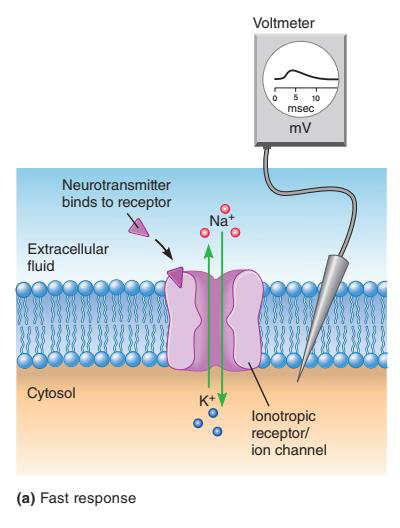 Voltmeter
0 5 10
msec
mV
Neurotransmitter
binds to receptor
Na+
Extracellular
fluid
Cytosol
K+
Ionotropic
receptor/
ion channel
(a) Fast response